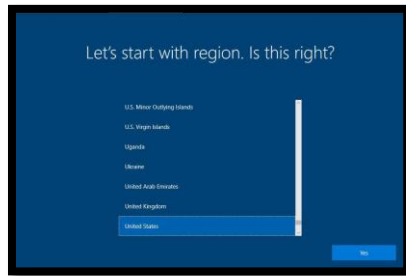 Let's start with region. Is this right?
U.S. Minor Outlying Islands
U.S. Virgin Islands
Uganda
Ukraine
United Arab Emirates
United Kingdom
United States
Yes